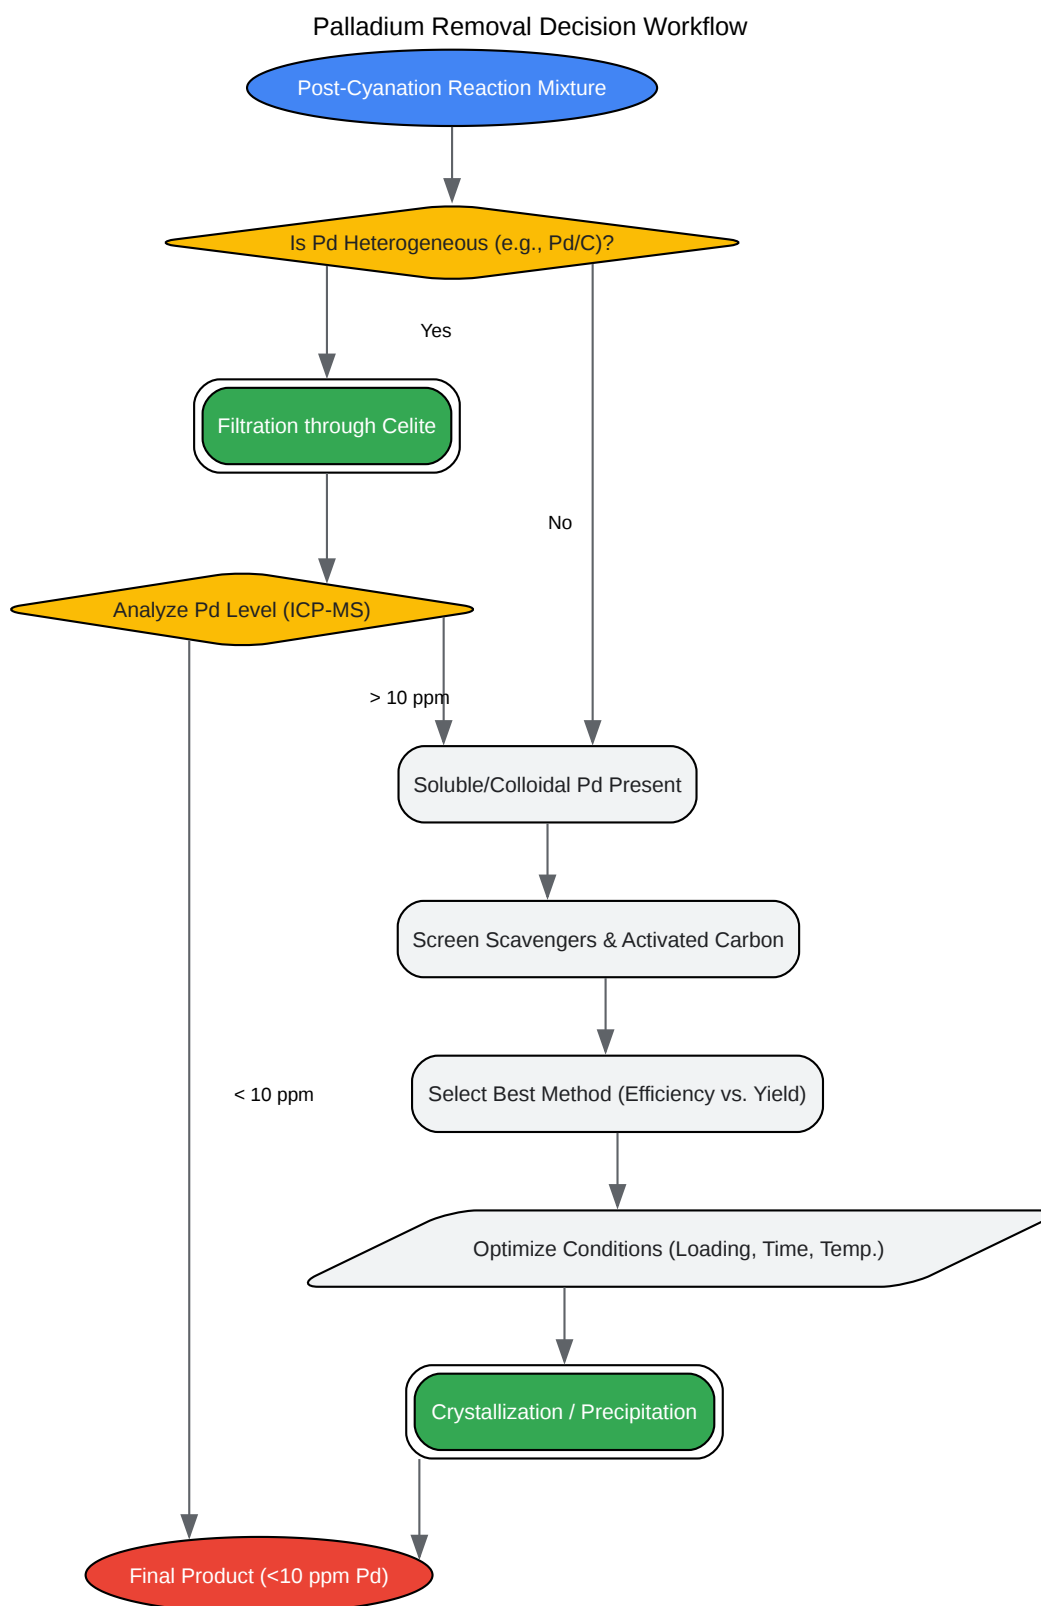 Palladium Removal Decision Workflow
Post-Cyanation Reaction Mixture
Is Pd Heterogeneous (e.g., Pd/C)?
Yes
Filtration through Celite
No
Analyze Pd Level (ICP-MS)
> 10 ppm
Soluble/Colloidal Pd Present
Screen Scavengers & Activated Carbon
Select Best Method (Efficiency vs. Yield)
< 10 ppm
Optimize Conditions (Loading, Time, Temp.)
Crystallization / Precipitation
Final Product (<10 ppm Pd)